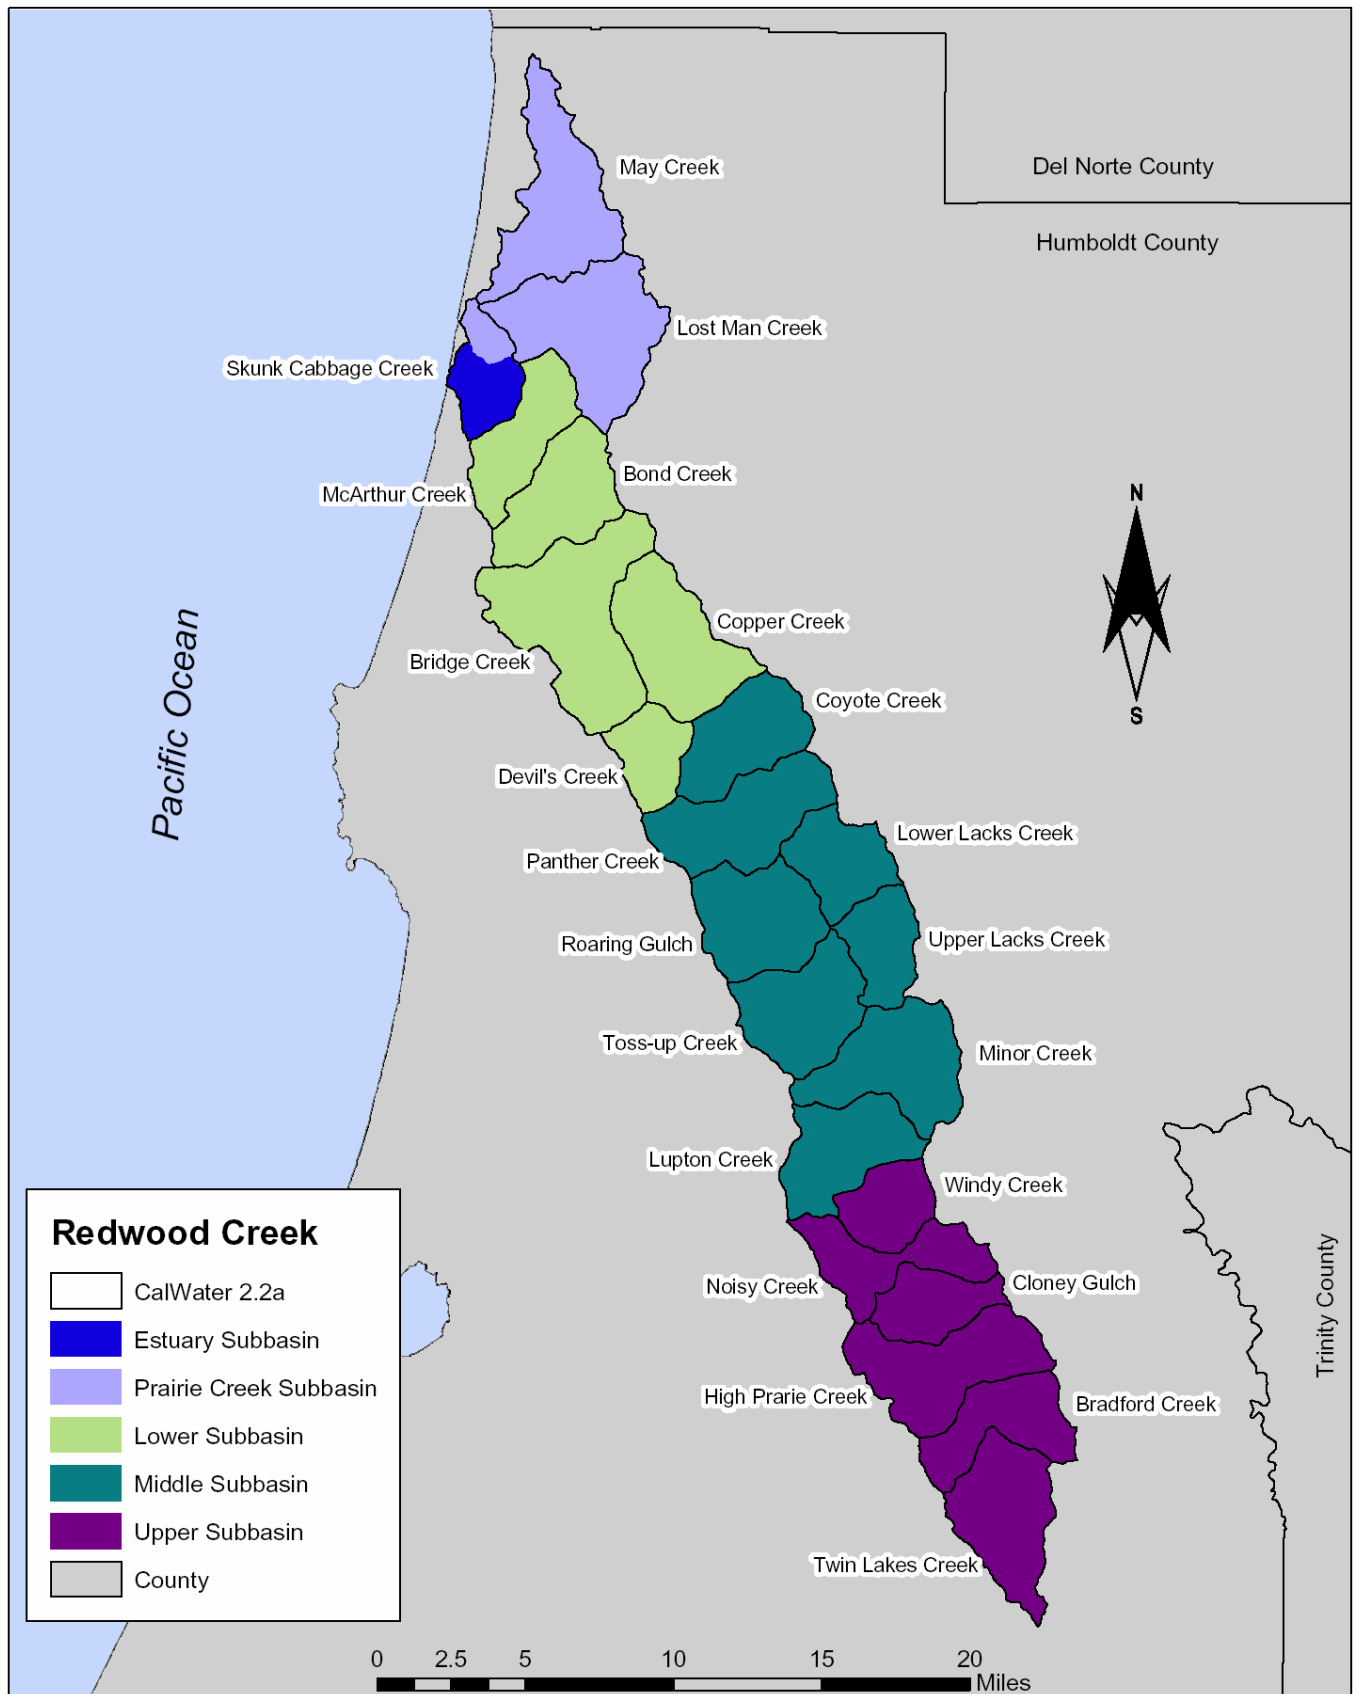 May Creek
Del Norte County
Humboldt County
Lost Man Creek
Skunk Cabbage Creek
Bond Creek
McArthur Creek
N
S
Copper Creek
Bridge Creek
Pacific Ocean
Coyote Creek
Devil's Creek
Lower Lacks Creek
Panther Creek
Upper Lacks Creek
Roaring Gulch
Toss-up Creek
Minor Creek
Lupton Creek
Windy Creek
Noisy Creek
Cloney Gulch
Trinity County
High Prarie Creek
Bradford Creek
Twin Lakes Creek
Redwood Creek
CalWater 2.2a
Estuary Subbasin
Prairie Creek Subbasin
Lower Subbasin
Middle Subbasin
Upper Subbasin
County
0 2.5 5 10 15 20
Miles